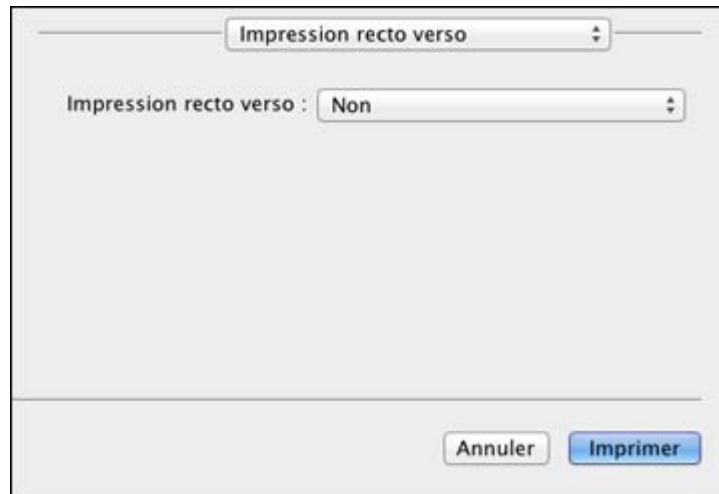 Impression recto verso
Impression recto verso : Non
Annuler Imprimer